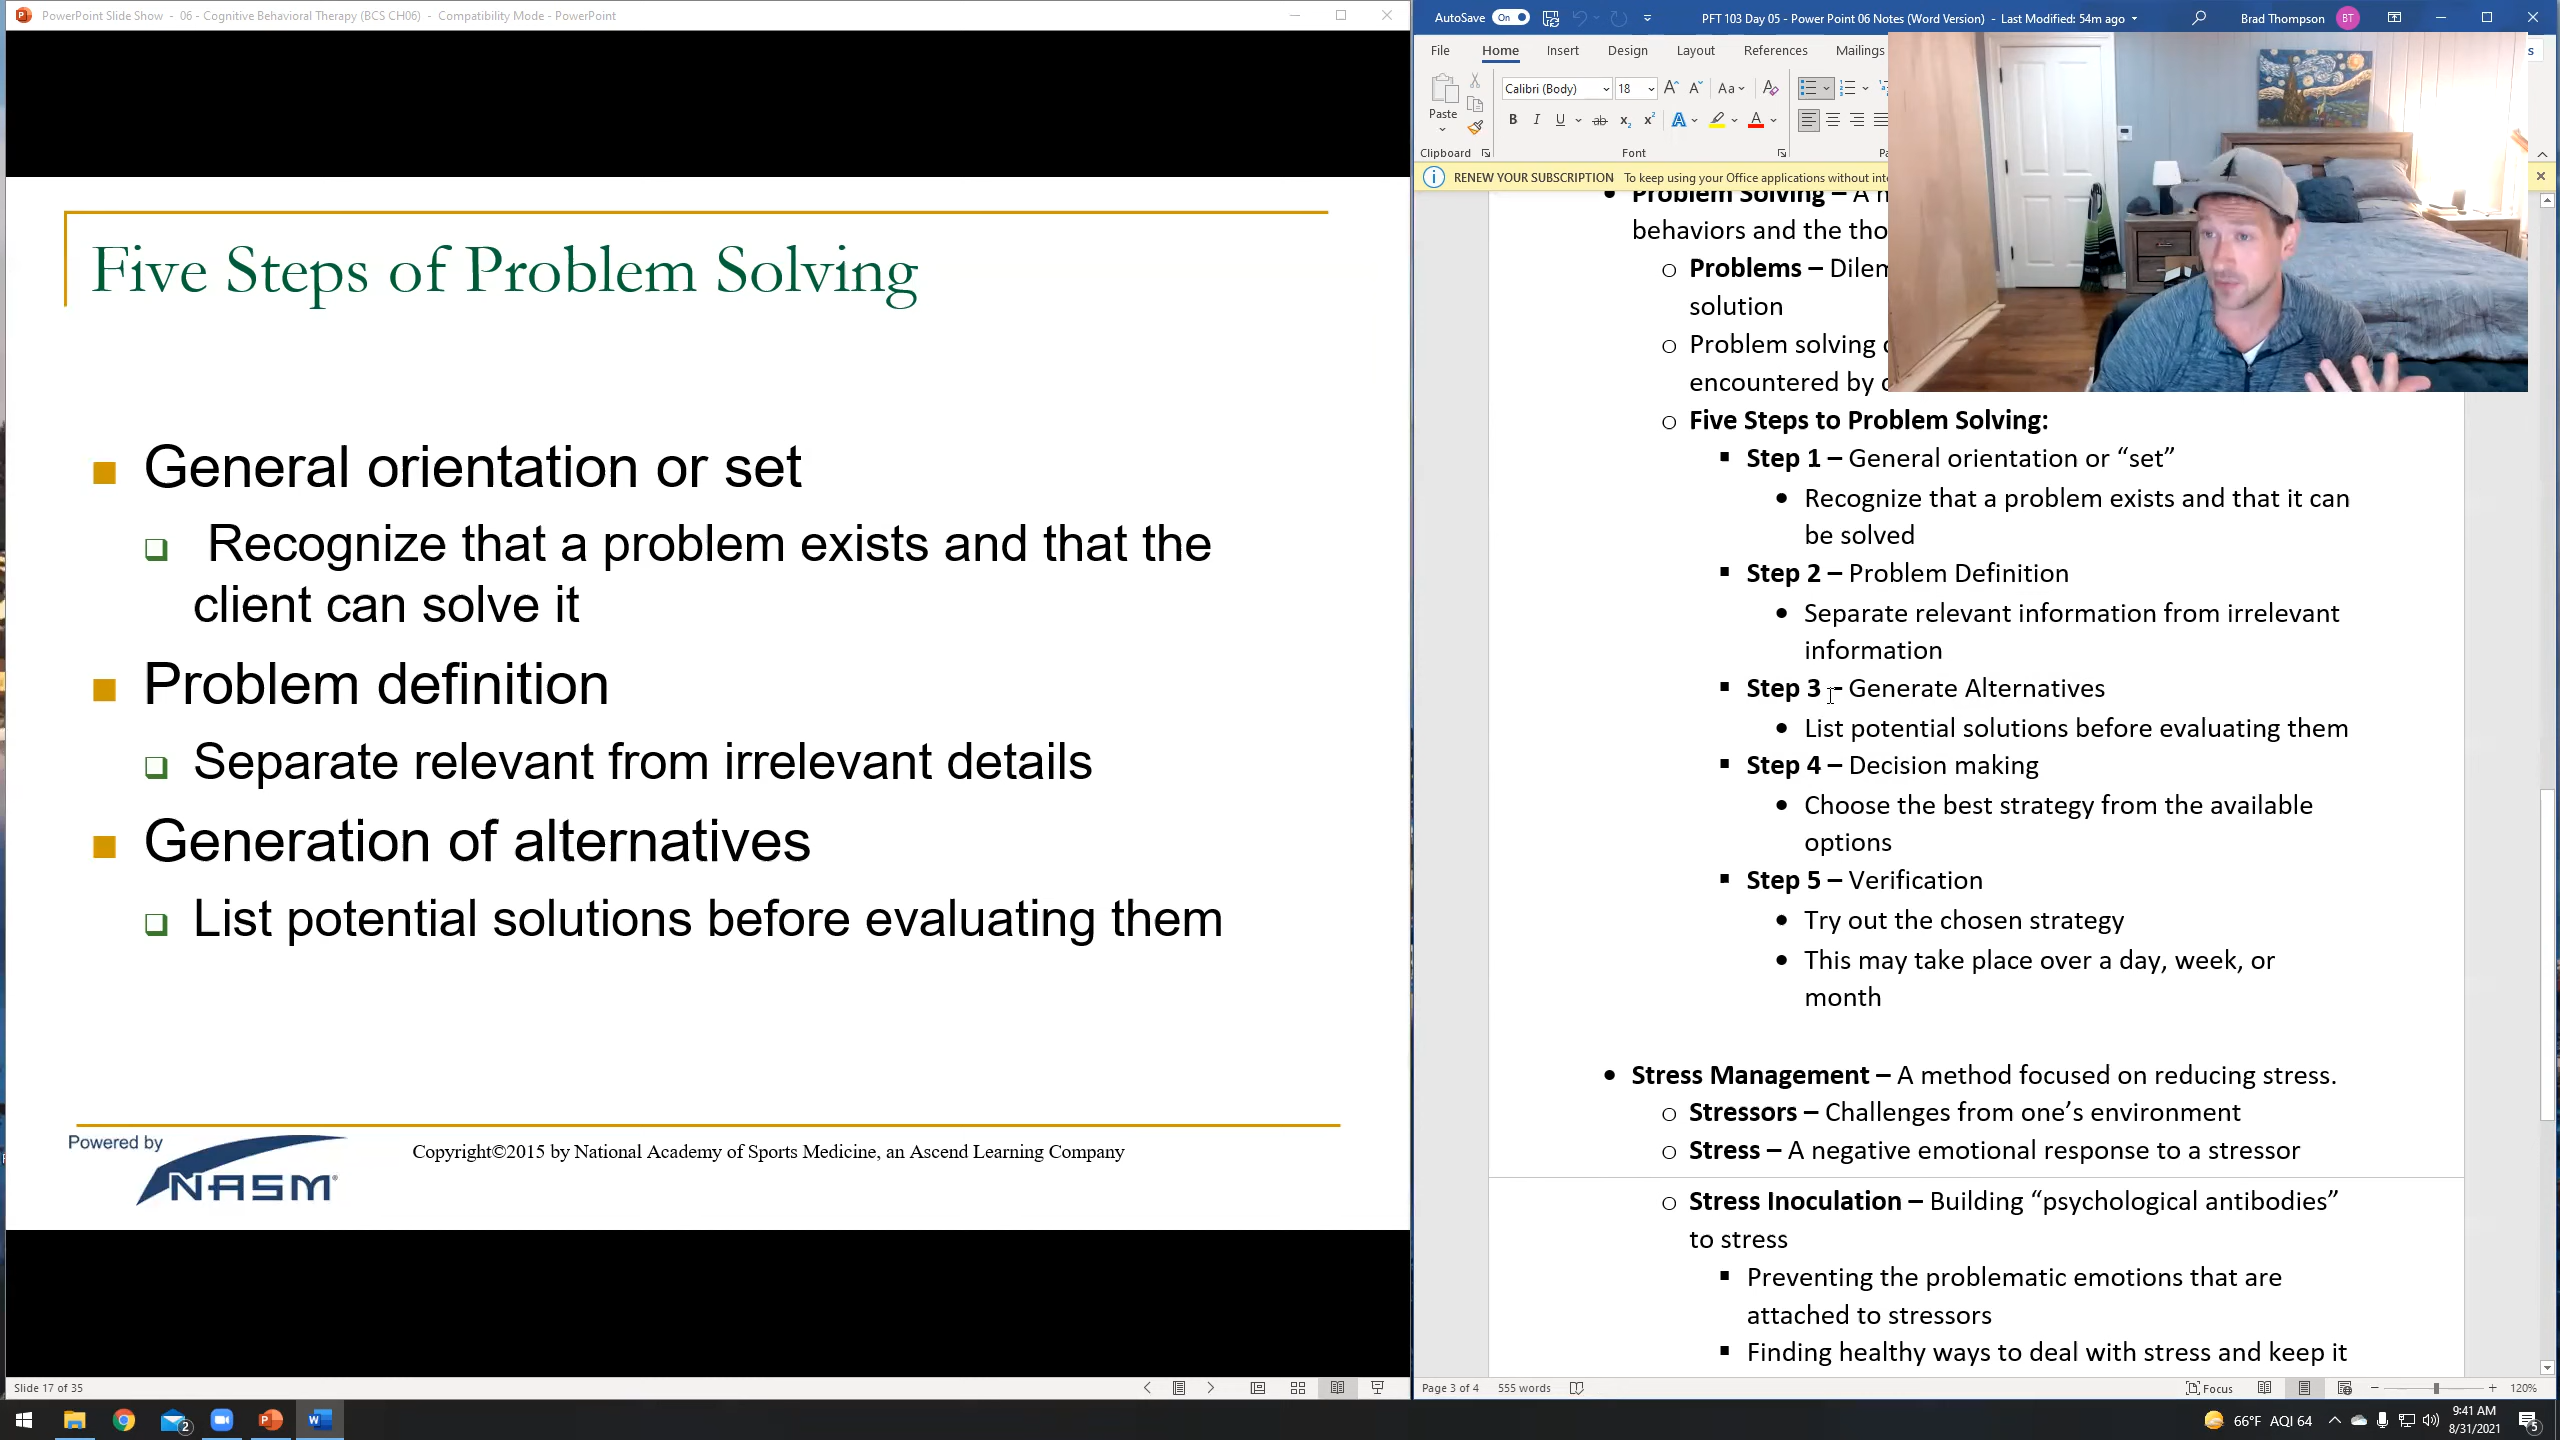 PowerPoint Slide Show - 06 - Cognitive Behavioral Therapy (BCS CH06) - Compatibility Mode - PowerPoint
Five Steps of Problem Solving
General orientation or set
Recognize that a problem exists and that the
client can solve it
Problem definition
Separate relevant from irrelevant details
Generation of alternatives
List potential solutions before evaluating them
Powered by
NASM
Copyright©2015 by National Academy of Sports Medicine, an Ascend Learning Company
Slide 17 of 35
AutoSave On
PFT 103 Day 05 - Power Point 06 Notes (Word Version) - Last Modified: 54m ago
Brad Thompson BT
File Home Insert Design Layout References Mailings
Paste
Calibri (Body) 18
Clipboard Font
RENEW YOUR SUBSCRIPTION To keep using your Office applications without
Problem Solving – A
behaviors and the
Problems –
solution
Problem solving
encountered by
Five Steps to Problem Solving:
Step 1 – General orientation or “set”
Recognize that a problem exists and that it can
be solved
Step 2 – Problem Definition
Separate relevant information from irrelevant
information
Step 3 – Generate Alternatives
List potential solutions before evaluating them
Step 4 – Decision making
Choose the best strategy from the available
options
Step 5 – Verification
Try out the chosen strategy
This may take place over a day, week, or
month
Stress Management – A method focused on reducing stress.
Stressors – Challenges from one’s environment
Stress – A negative emotional response to a stressor
Stress Inoculation – Building “psychological antibodies”
to stress
Preventing the problematic emotions that are
attached to stressors
Finding healthy ways to deal with stress and keep it
Page 3 of 4 555 words
Focus
120%
2
66°F AQI 64
9:41 AM
8/31/2021
5